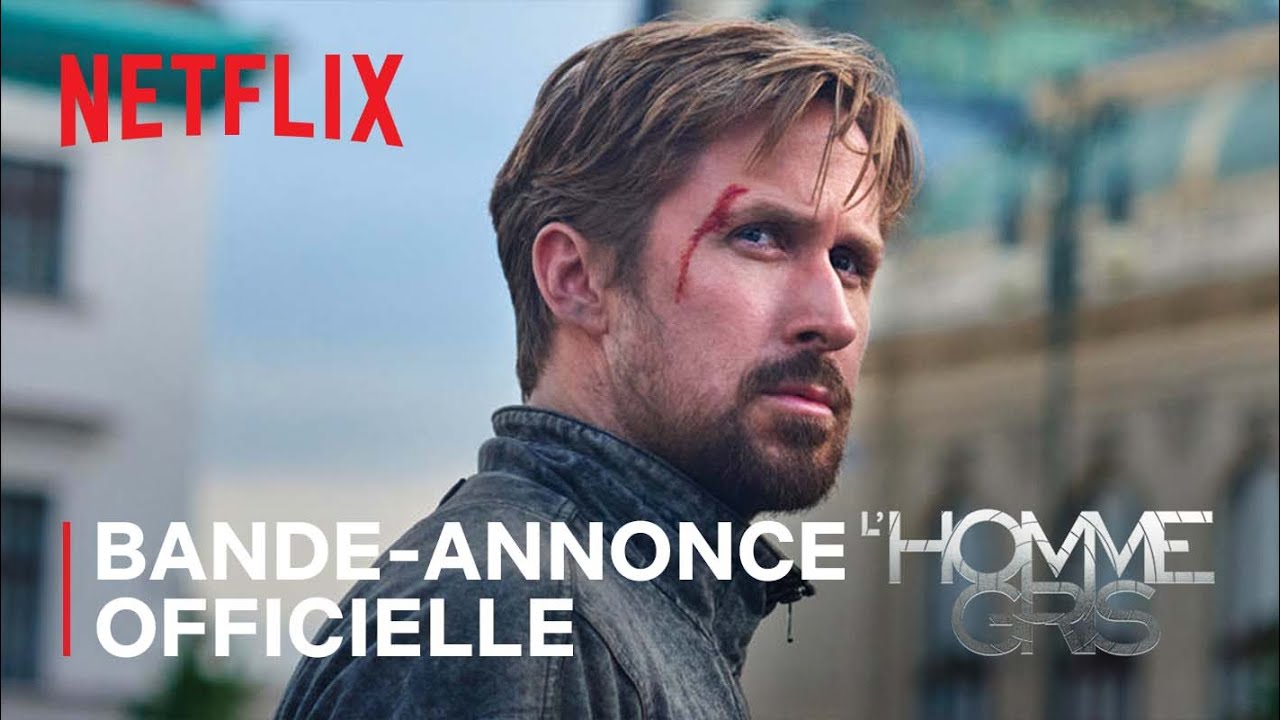 NETFLIX
BANDE-ANNONCE
OFFICIELLE
L'HOMME
GRIS